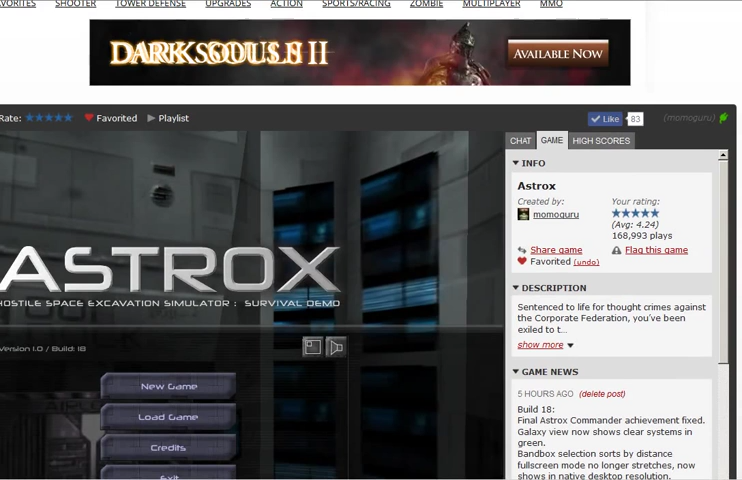 SHOOTER TOWER DEFENSE UPGRADES ACTION SPORTS/RACING ZOMBIE MULTIPLAYER MMO
DARK SOULS II
AVAILABLE NOW
Rate: Favorited Playlist
Like 83
(momoguru)
CHAT GAME HIGH SCORES
INFO
Astrox
Created by:
momoguru
Your rating:
(Avg: 4.24)
168,993 plays
Share game
Flag this game
Favorited (undo)
DESCRIPTION
Sentenced to life for thought crimes against
the Corporate Federation, you've been
exiled to t...
show more
GAME NEWS
5 HOURS AGO (delete post)
Build 18:
Final Astrox Commander achievement fixed.
Galaxy view now shows clear systems in
green.
Bandbox selection sorts by distance
fullscreen mode no longer stretches, now
shows in native desktop resolution.
ASTROX
HOSTILE SPACE EXCAVATION SIMULATOR : SURVIVAL DEMO
Version 1.0 / Build: 18
New Game
Load Game
Credits
Exit